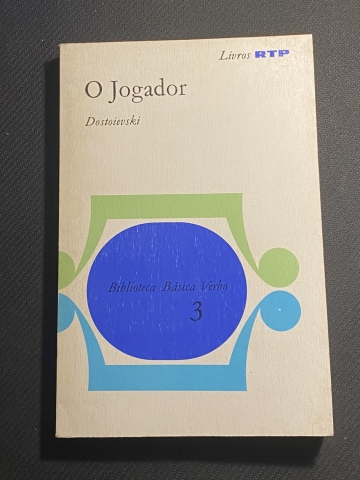 Livros RTP
O Jogador
Dostoievski
Biblioteca Básica Verbo
3